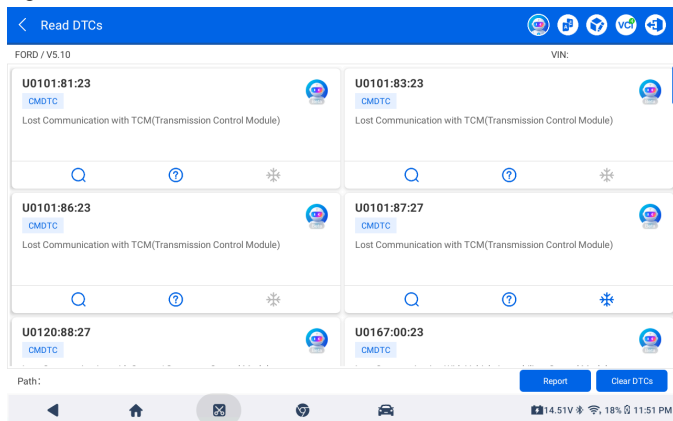 Read DTCs
VCI
FORD / V5.10
VIN:
U0101:81:23
CMDTC
Lost Communication with TCM(Transmission Control Module)
U0101:83:23
CMDTC
Lost Communication with TCM(Transmission Control Module)
U0101:86:23
CMDTC
Lost Communication with TCM(Transmission Control Module)
U0101:87:27
CMDTC
Lost Communication with TCM(Transmission Control Module)
U0120:88:27
CMDTC
U0167:00:23
CMDTC
Path:
Report
Clear DTCs
14.51V 18% 11:51 PM